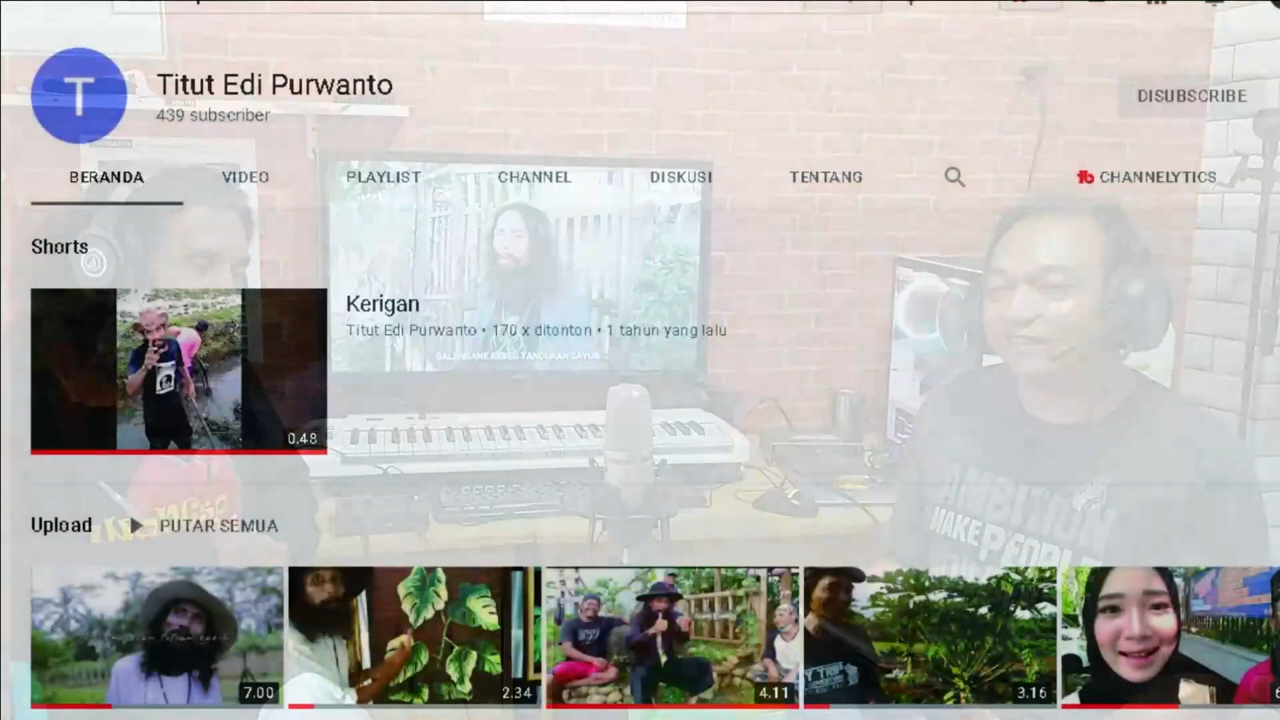 T
Titut Edi Purwanto
439 subscriber
DISUBSCRIBE
BERANDA VIDEO PLAYLIST CHANNEL DISKUSI TENTANG CHANNELYTICS
Shorts
Kerigan
Titut Edi Purwanto • 170 x ditonton • 1 tahun yang lalu
0.48
AMBITION
MAKE PEOPLE
Upload PUTAR SEMUA
7.00
2.34
4.11
3.16